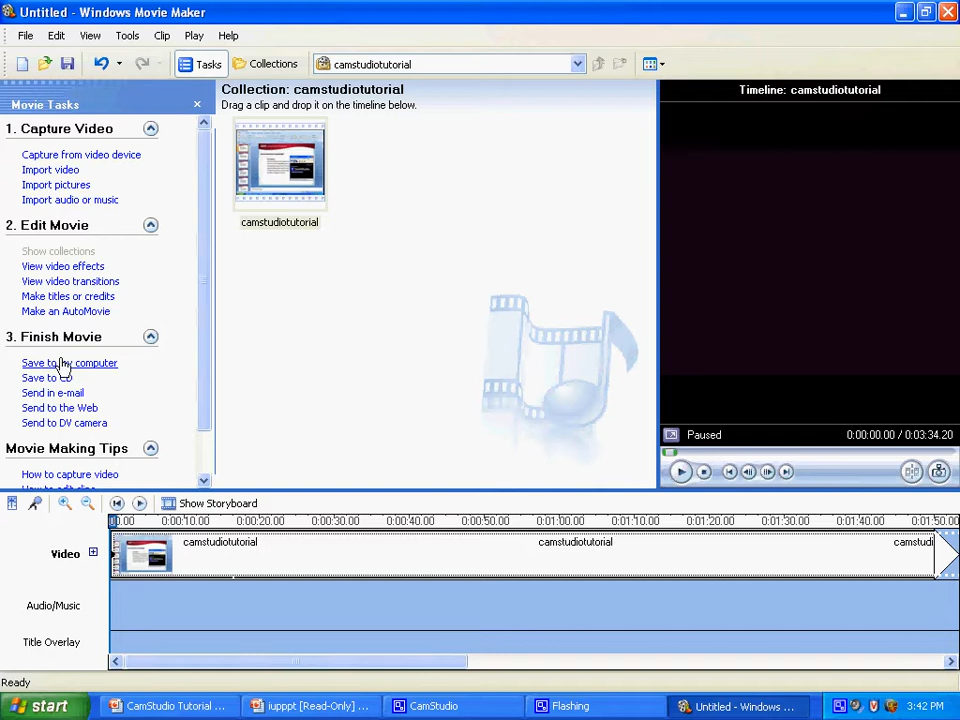 Untitled - Windows Movie Maker
File Edit View Tools Clip Play Help
Tasks Collections camstudiotutorial
Movie Tasks
1. Capture Video
Capture from video device
Import video
Import pictures
Import audio or music
2. Edit Movie
Show collections
View video effects
View video transitions
Make titles or credits
Make an AutoMovie
3. Finish Movie
Save to my computer
Save to CD
Send in e-mail
Send to the Web
Send to DV camera
Movie Making Tips
How to capture video
Collection: camstudiotutorial
Drag a clip and drop it on the timeline below.
camstudiotutorial
Timeline: camstudiotutorial
Paused 0:00:00.00 / 0:03:34.20
Show Storyboard
00.00 0:00:10.00 0:00:20.00 0:00:30.00 0:00:40.00 0:00:50.00 0:01:00.00 0:01:10.00 0:01:20.00 0:01:30.00 0:01:40.00 0:01:50.00
Video camstudiotutorial camstudiotutorial camstudi
Audio/Music
Title Overlay
Ready
start CamStudio Tutorial ... iupppt [Read-Only] ... CamStudio Flashing Untitled - Windows ... 3:42 PM